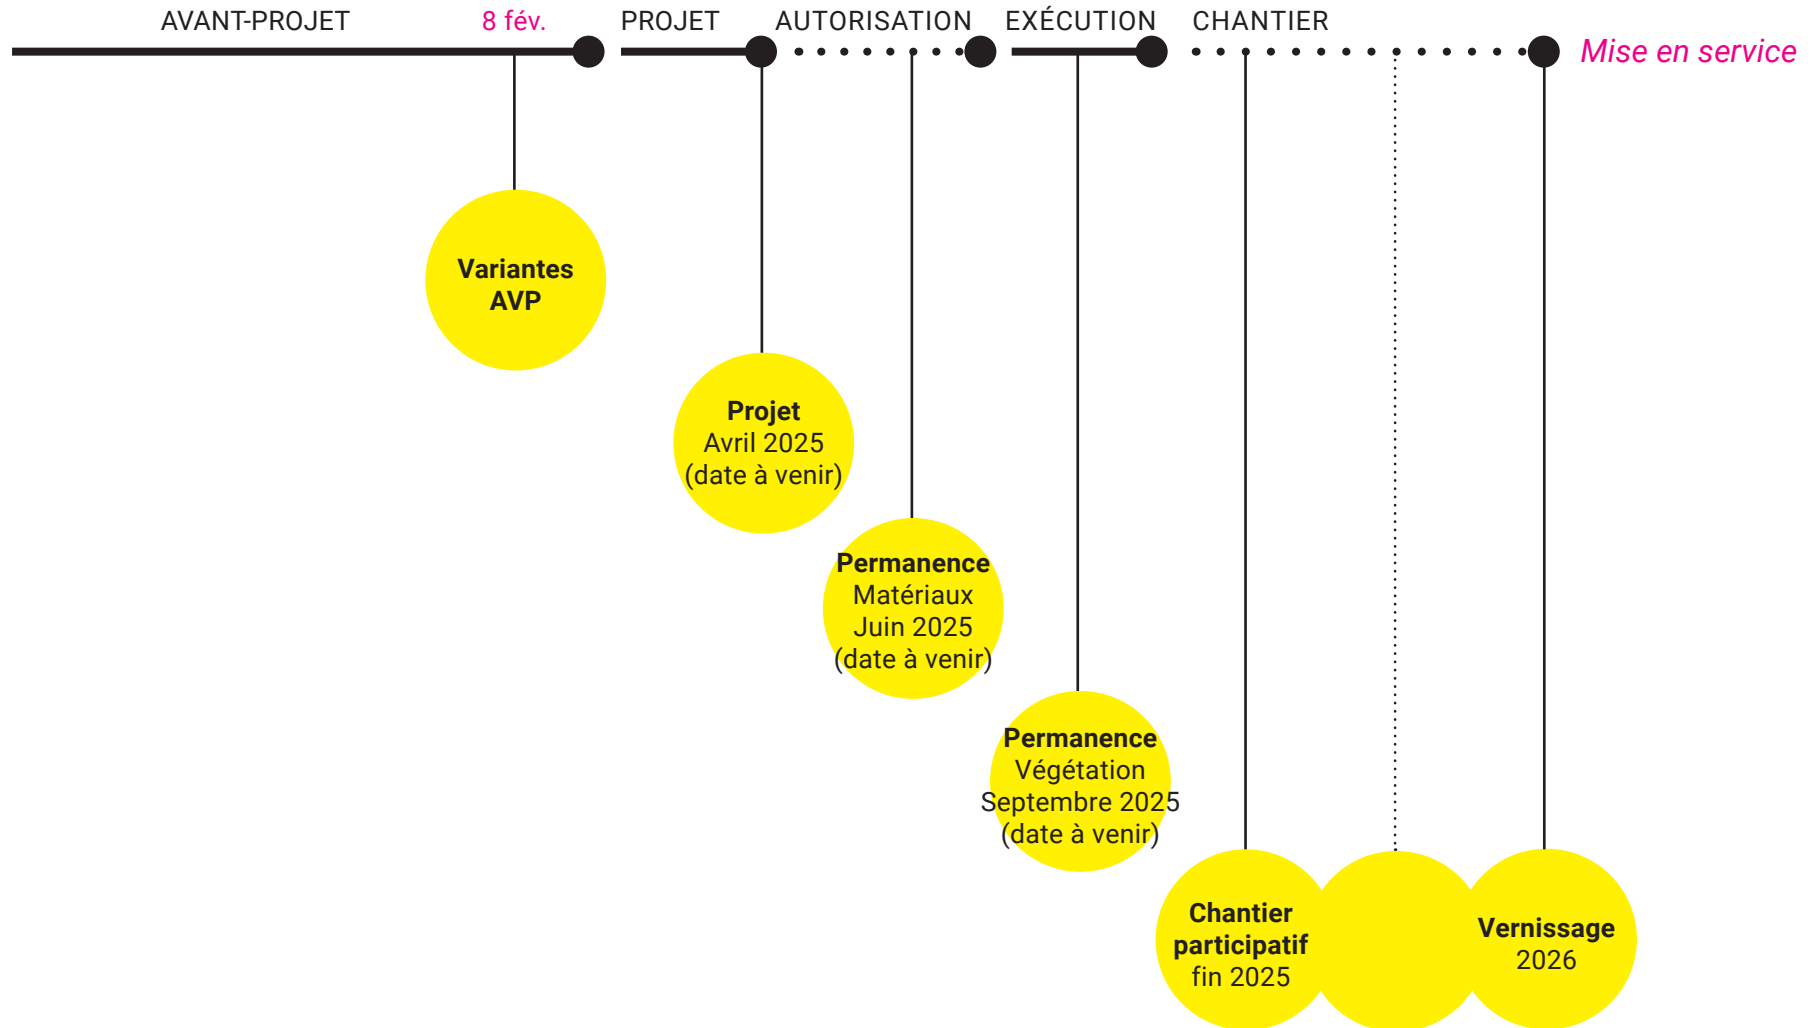 AVANT-PROJET
8 fév.
PROJET
AUTORISATION
EXÉCUTION
CHANTIER
Mise en service
Variantes
AVP
Projet
Avril 2025
(date à venir)
Permanence
Matériaux
Juin 2025
(date à venir)
Permanence
Végétation
Septembre 2025
(date à venir)
Chantier
participatif
fin 2025
Vernissage
2026